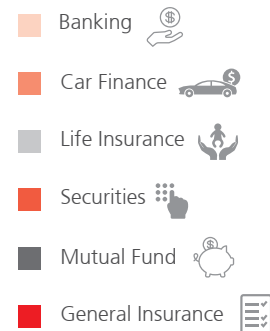 Banking
Car Finance
Life Insurance
Securities
Mutual Fund
General Insurance